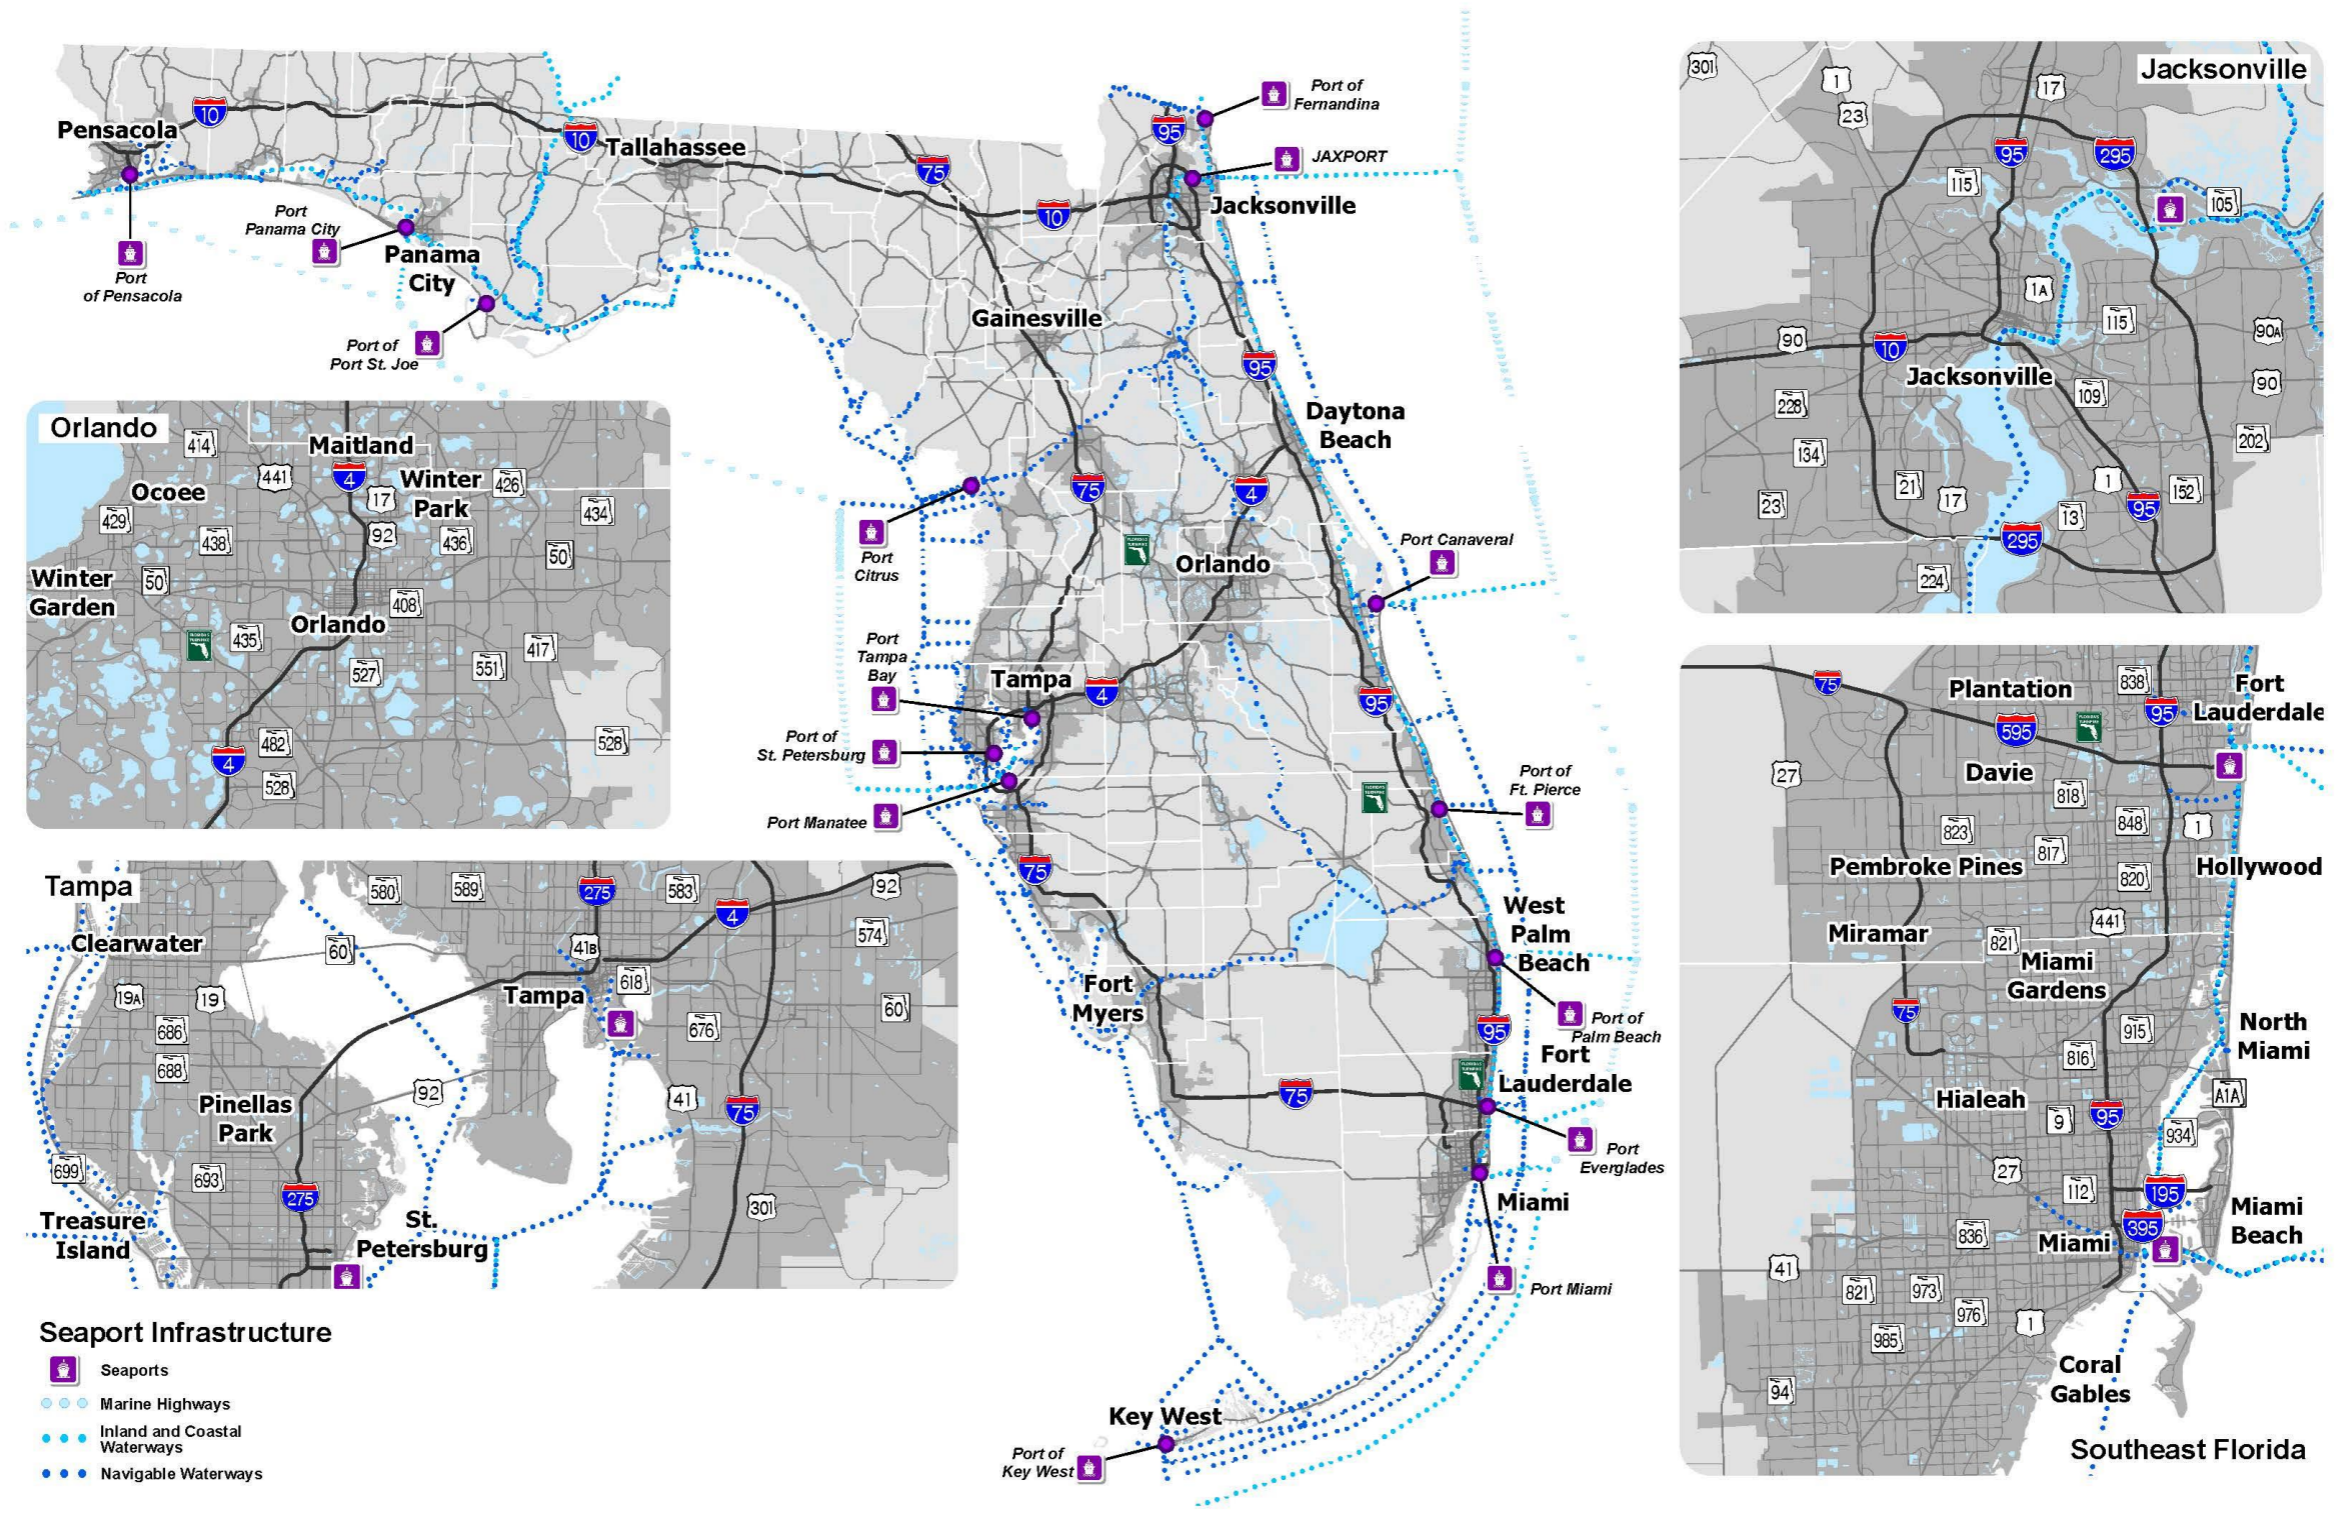 Port of
Fernandina
95
JAXPORT
10
Pensacola
10
Tallahassee
75
10
Jacksonville
Port
Panama City
Panama
City
Port
of Pensacola
Port of
Port St. Joe
Gainesville
95
Daytona
Beach
75
4
Port
Citrus
Orlando
Port Canaveral
Port
Tampa
Bay
Tampa
4
95
Port of
St. Petersburg
Port Manatee
Port of
Ft. Pierce
75
West
Palm
Beach
Fort
Myers
Port of
Palm Beach
95
Fort
Lauderdale
75
Port
Everglades
Miami
Port Miami
Key West
Port of
Key West
Orlando
414
Maitland
441
4
17
Winter
Park
426
Ocoee
429
434
438
92
436
50
Winter
Garden
50
408
Orlando
435
417
527
551
482
528
4
528
Tampa
580
589
275
583
4
92
Clearwater
60
41B
574
19A
19
Tampa
618
60
686
676
688
92
41
75
Pinellas
Park
699
693
275
301
Treasure
Island
St.
Petersburg
Seaport Infrastructure
Seaports
Marine Highways
Inland and Coastal
Waterways
Navigable Waterways
Jacksonville
301
1
17
23
95
295
115
105
1A
115
90
90A
10
Jacksonville
109
90
228
202
134
21
17
1
152
23
13
95
295
224
75
Plantation
838
Fort
Lauderdale
95
595
Davie
27
818
823
848
1
817
Pembroke Pines
820
Hollywood
441
Miramar
821
Miami
Gardens
75
915
North
Miami
816
Hialeah
A1A
9
95
934
27
112
195
Miami
Beach
395
836
Miami
41
821
973
976
1
985
Coral
Gables
94
Southeast Florida